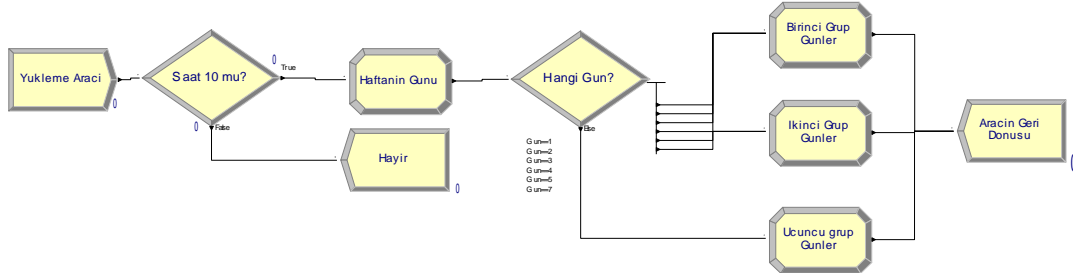 Yukleme Araci
0
Saat 10 mu?
0
True
0
False
Haftanin Gunu
Hayir
0
Hangi Gun?
Else
Gun==1
Gun==2
Gun==3
Gun==4
Gun==5
Gun==7
Birinci Grup
Gunler
Ikinci Grup
Gunler
Ucuncu grup
Gunler
Aracin Geri
Donusu